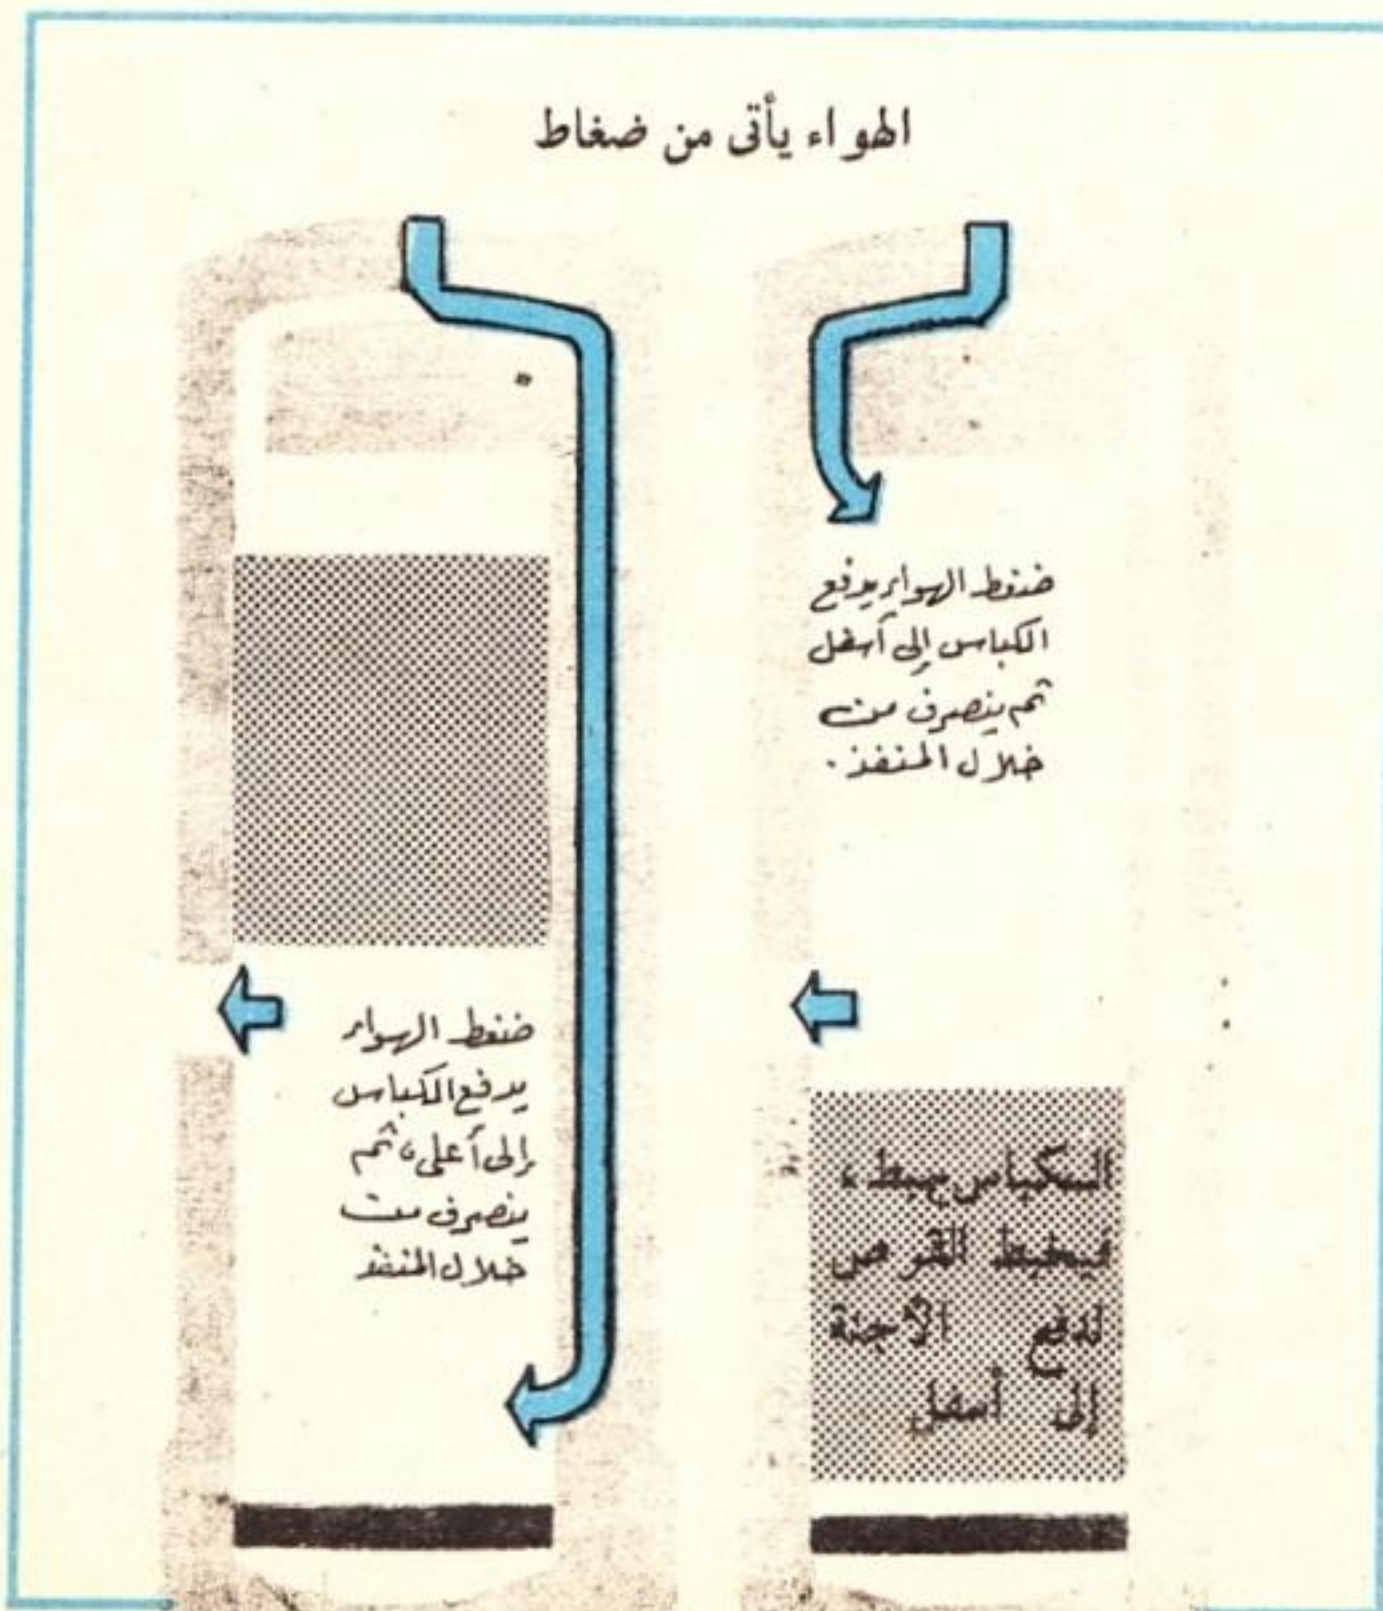 الهواء يأتى من ضغاط
ضغط الهواء يدفع
الكباس إلى أسفل
ثم ينصرف من
خلال المنفذ .
ضغط الهواء
يدفع الكباس
إلى أعلى، ثم
ينصرف من
خلال المنفذ
الكباس يهبط ،
فيخبط القرص
لدفع الأجنة
إلى أسفل